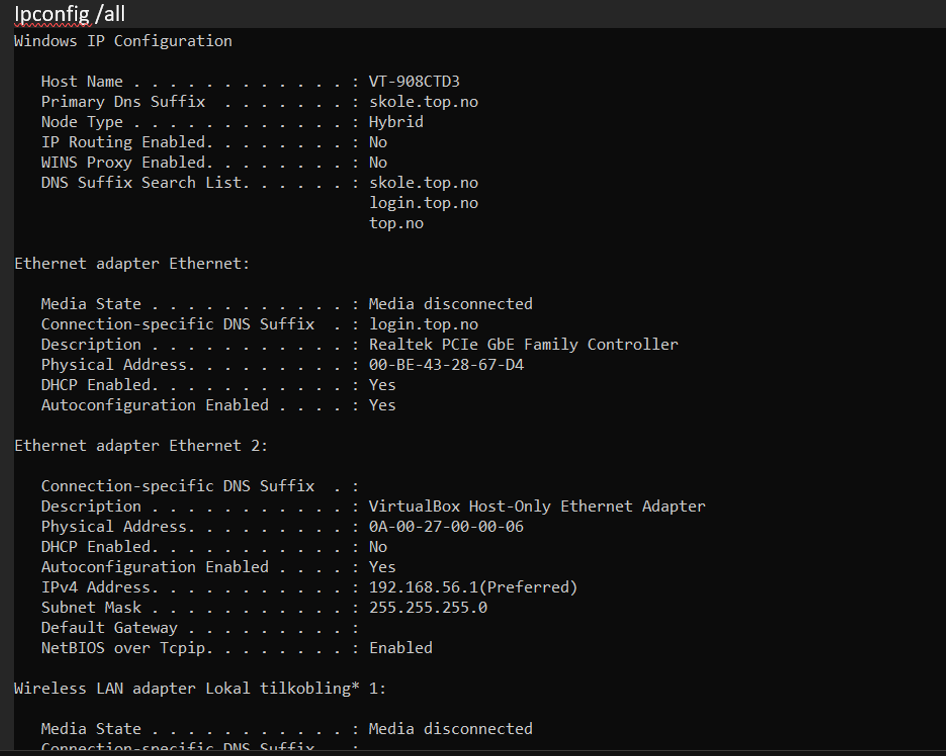 Ipconfig /all
Windows IP Configuration
Host Name . . . . . . . . . . . . : VT-908CTD3
Primary Dns Suffix  . . . . . . . : skole.top.no
Node Type . . . . . . . . . . . . : Hybrid
IP Routing Enabled. . . . . . . . : No
WINS Proxy Enabled. . . . . . . . : No
DNS Suffix Search List. . . . . . : skole.top.no
login.top.no
top.no
Ethernet adapter Ethernet:
Media State . . . . . . . . . . . : Media disconnected
Connection-specific DNS Suffix  . : login.top.no
Description . . . . . . . . . . . : Realtek PCIe GbE Family Controller
Physical Address. . . . . . . . . : 00-BE-43-28-67-D4
DHCP Enabled. . . . . . . . . . . : Yes
Autoconfiguration Enabled . . . . : Yes
Ethernet adapter Ethernet 2:
Connection-specific DNS Suffix  . :
Description . . . . . . . . . . . : VirtualBox Host-Only Ethernet Adapter
Physical Address. . . . . . . . . : 0A-00-27-00-00-06
DHCP Enabled. . . . . . . . . . . : No
Autoconfiguration Enabled . . . . : Yes
IPv4 Address. . . . . . . . . . . : 192.168.56.1(Preferred)
Subnet Mask . . . . . . . . . . . : 255.255.255.0
Default Gateway . . . . . . . . . :
NetBIOS over Tcpip. . . . . . . . : Enabled
Wireless LAN adapter Lokal tilkobling* 1:
Media State . . . . . . . . . . . : Media disconnected
Connection-specific DNS Suffix  . :